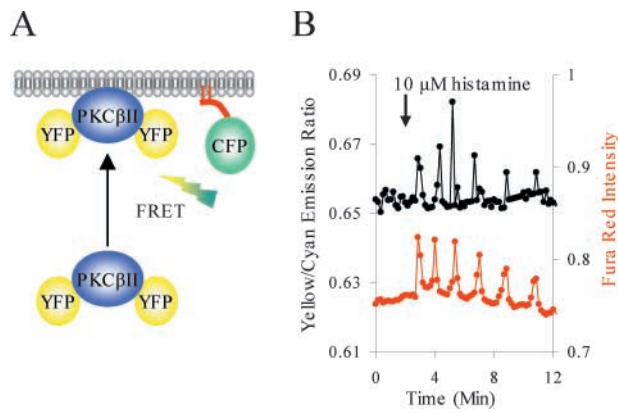 A
PKCβII
YFP
YFP
CFP
FRET
PKCβII
YFP
YFP
B
10 μM histamine
Yellow/Cyan Emission Ratio
0.69
0.67
0.65
0.63
0.61
Fura Red Intensity
1
0.9
0.8
0.7
0
4
8
12
Time (Min)